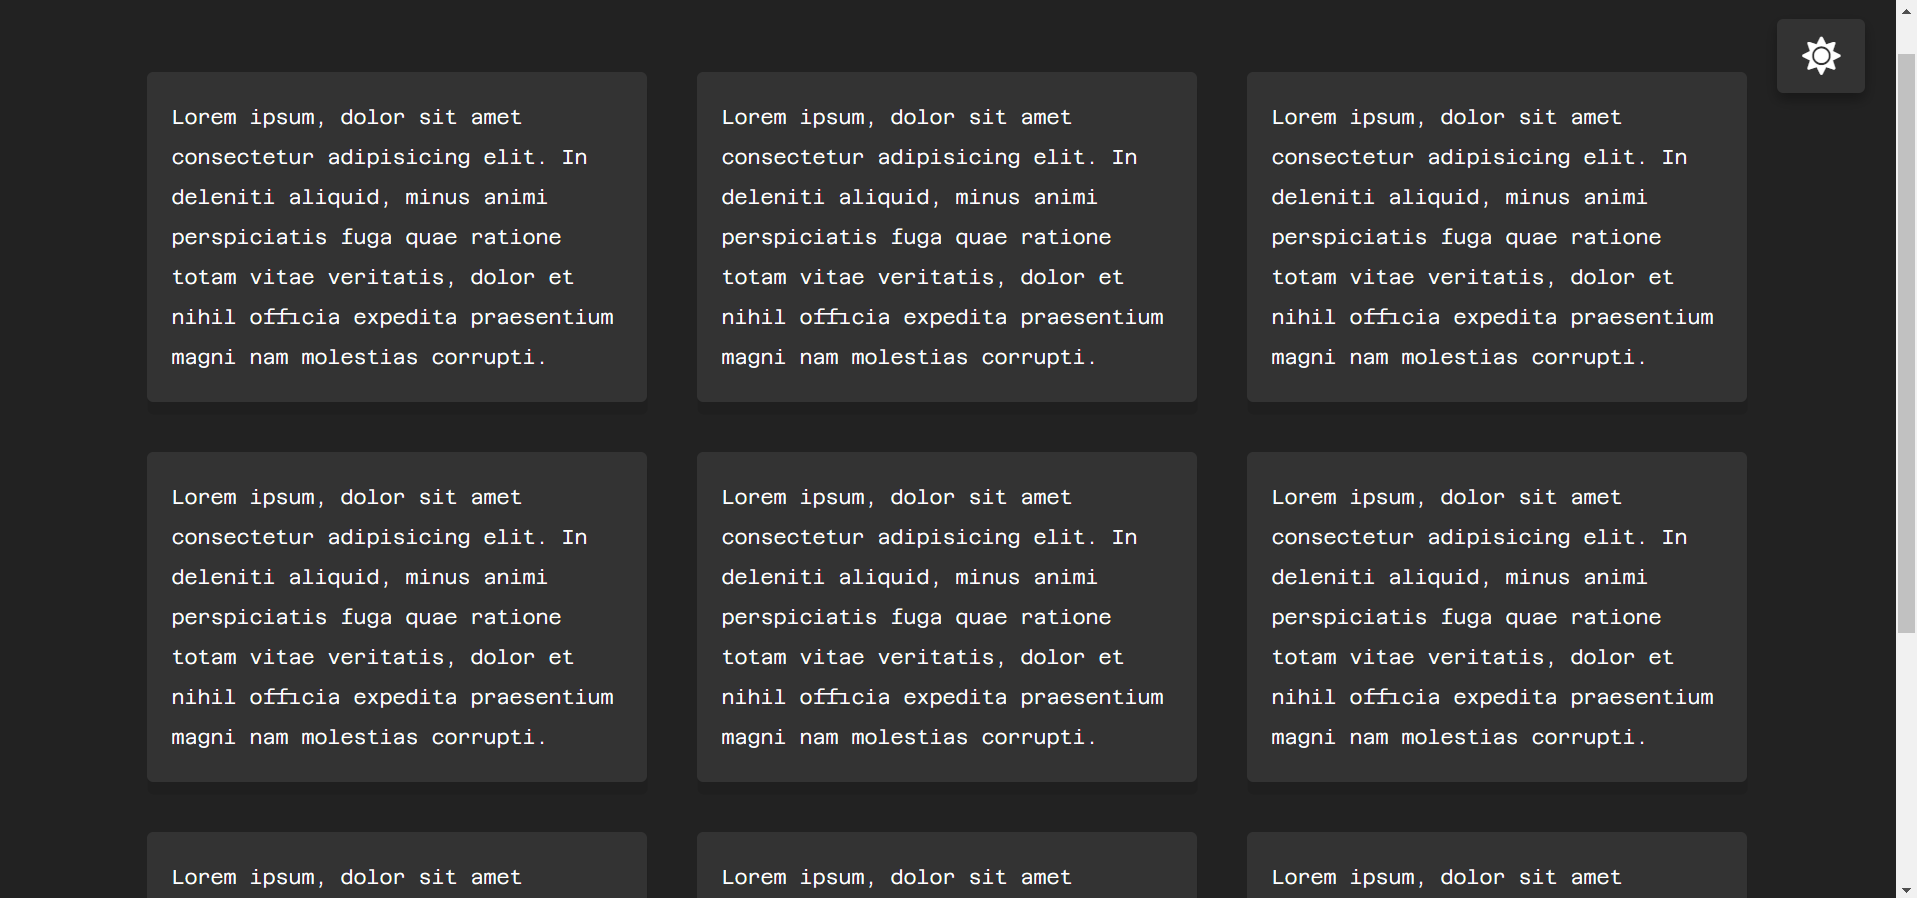 Lorem ipsum, dolor sit amet
consectetur adipisicing elit. In
deleniti aliquid, minus animi
perspiciatis fuga quae ratione
totam vitae veritatis, dolor et
nihil officia expedita praesentium
magni nam molestias corrupti.
Lorem ipsum, dolor sit amet
consectetur adipisicing elit. In
deleniti aliquid, minus animi
perspiciatis fuga quae ratione
totam vitae veritatis, dolor et
nihil officia expedita praesentium
magni nam molestias corrupti.
Lorem ipsum, dolor sit amet
consectetur adipisicing elit. In
deleniti aliquid, minus animi
perspiciatis fuga quae ratione
totam vitae veritatis, dolor et
nihil officia expedita praesentium
magni nam molestias corrupti.
Lorem ipsum, dolor sit amet
consectetur adipisicing elit. In
deleniti aliquid, minus animi
perspiciatis fuga quae ratione
totam vitae veritatis, dolor et
nihil officia expedita praesentium
magni nam molestias corrupti.
Lorem ipsum, dolor sit amet
consectetur adipisicing elit. In
deleniti aliquid, minus animi
perspiciatis fuga quae ratione
totam vitae veritatis, dolor et
nihil officia expedita praesentium
magni nam molestias corrupti.
Lorem ipsum, dolor sit amet
consectetur adipisicing elit. In
deleniti aliquid, minus animi
perspiciatis fuga quae ratione
totam vitae veritatis, dolor et
nihil officia expedita praesentium
magni nam molestias corrupti.
Lorem ipsum, dolor sit amet
Lorem ipsum, dolor sit amet
Lorem ipsum, dolor sit amet